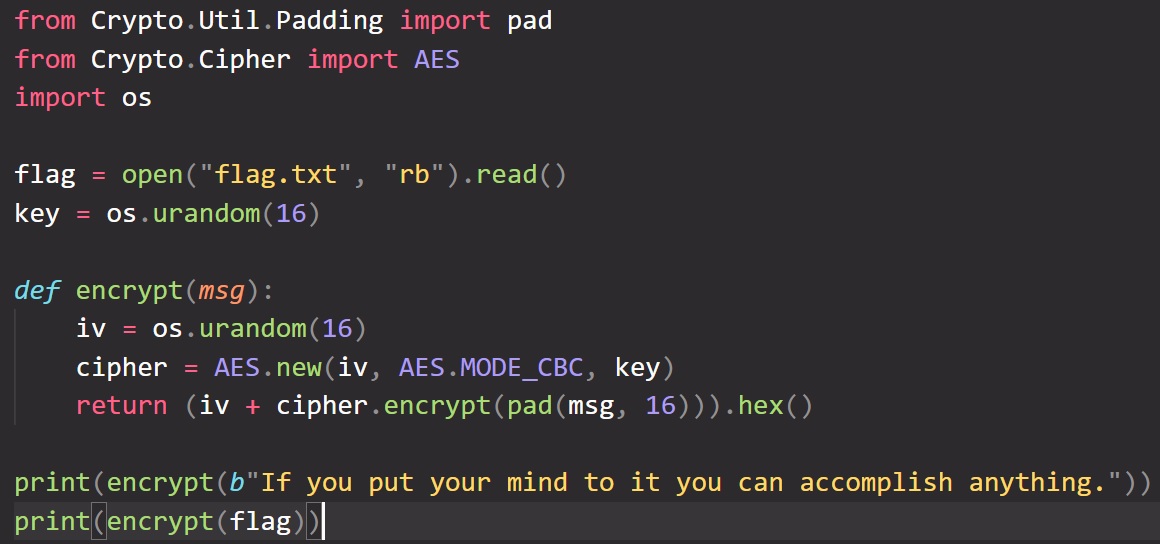 from Crypto.Util.Padding import pad
from Crypto.Cipher import AES
import os

flag = open("flag.txt", "rb").read()
key = os.urandom(16)

def encrypt(msg):
    iv = os.urandom(16)
    cipher = AES.new(iv, AES.MODE_CBC, key)
    return (iv + cipher.encrypt(pad(msg, 16))).hex()

print(encrypt(b"If you put your mind to it you can accomplish anything."))
print(encrypt(flag))